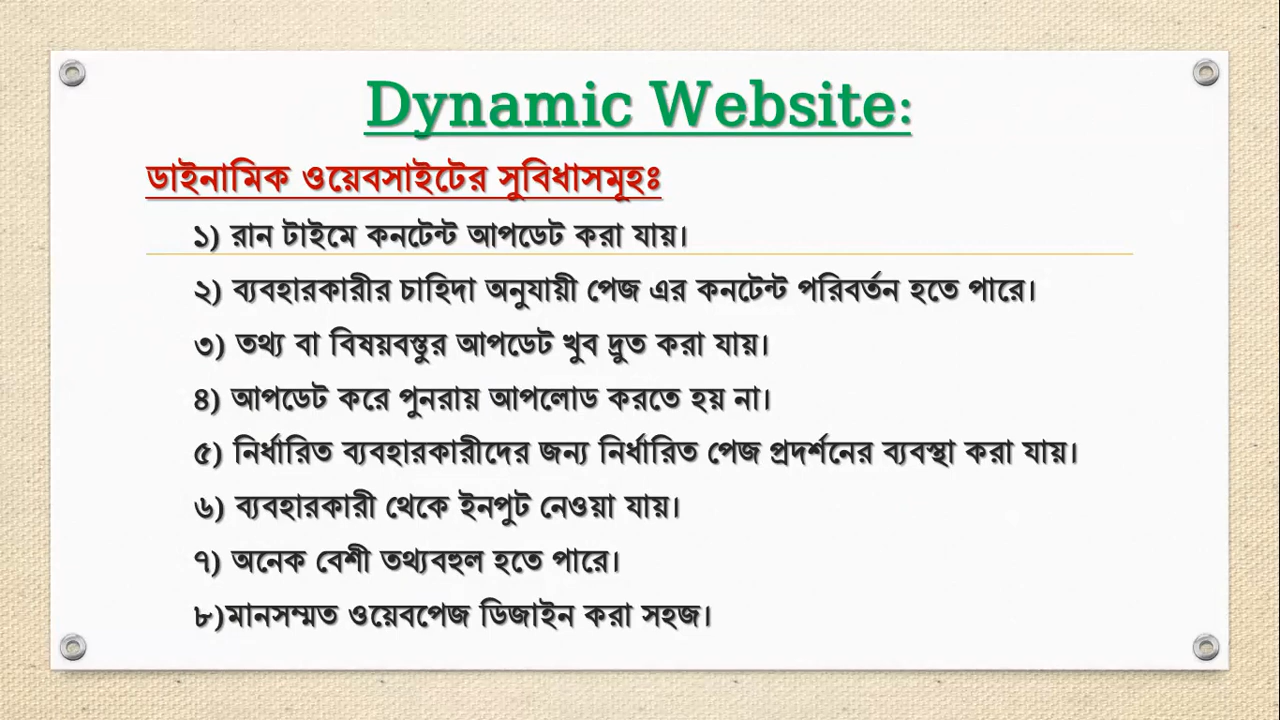 Dynamic Website:
ডাইনামিক ওয়েবসাইটের সুবিধাসমূহঃ
১) রান টাইমে কনটেন্ট আপডেট করা যায়।
২) ব্যবহারকারীর চাহিদা অনুযায়ী পেজ এর কনটেন্ট পরিবর্তন হতে পারে।
৩) তথ্য বা বিষয়বস্তুর আপডেট খুব দ্রুত করা যায়।
৪) আপডেট করে পুনরায় আপলোড করতে হয় না।
৫) নির্ধারিত ব্যবহারকারীদের জন্য নির্ধারিত পেজ প্রদর্শনের ব্যবস্থা করা যায়।
৬) ব্যবহারকারী থেকে ইনপুট নেওয়া যায়।
৭) অনেক বেশী তথ্যবহুল হতে পারে।
৮)মানসম্মত ওয়েবপেজ ডিজাইন করা সহজ।